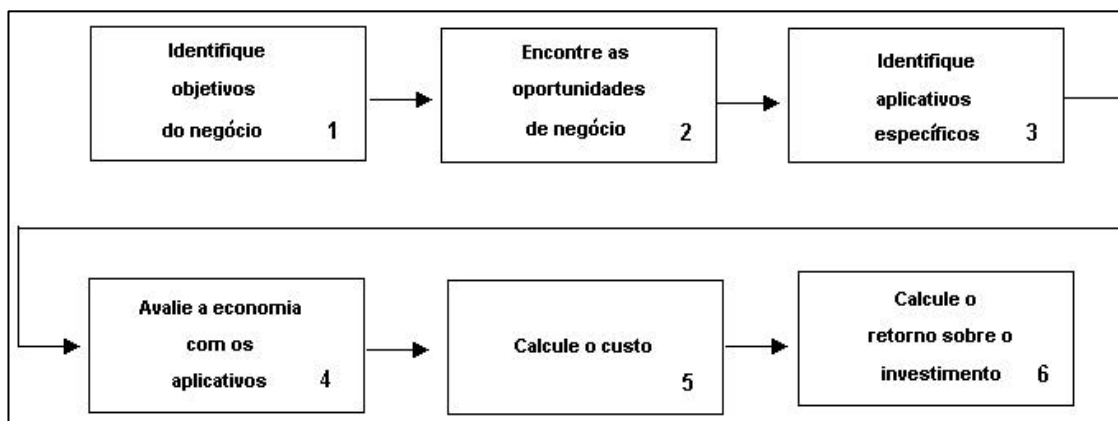 Identifique
objetivos
do negócio 1
Encontre as
oportunidades
de negócio 2
Identifique
aplicativos
específicos 3
Avalie a economia
com os
aplicativos 4
Calcule o custo
5
Calcule o
retorno sobre o
investimento 6